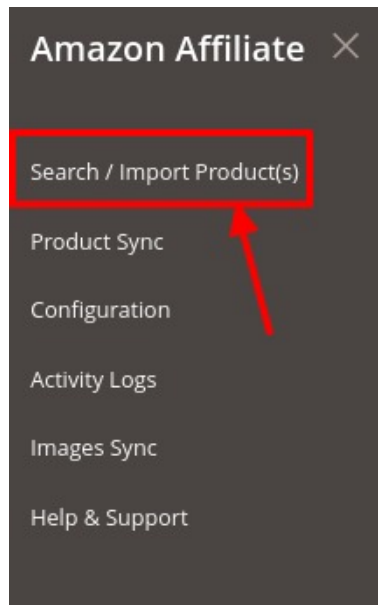 Amazon Affiliate
Search / Import Product(s)
Product Sync
Configuration
Activity Logs
Images Sync
Help & Support